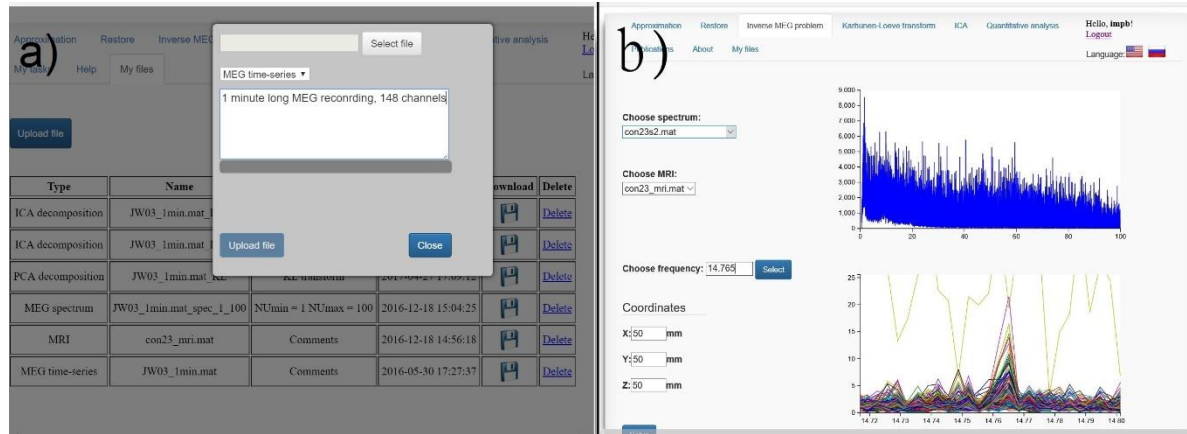 a)
Approximation Restore Inverse MEG
My tasks Help My files
Select file
MEG time-series
1 minute long MEG reconrding, 148 channels
Upload file
Upload file Close
Type Name Download Delete
ICA decomposition JW03_1min.mat Delete
ICA decomposition JW03_1min.mat Delete
PCA decomposition JW03_1min.mat_KL KL transform 2017-04-27 17:09:12 Delete
MEG spectrum JW03_1min.mat_spec_1_100 NUmin = 1 NUmax = 100 2016-12-18 15:04:25 Delete
MRI con23_mri.mat Comments 2016-12-18 14:56:18 Delete
MEG time-series JW03_1min.mat Comments 2016-05-30 17:27:37 Delete
b)
Approximation Restore Inverse MEG problem Karhunen-Loeve transform ICA Quantitative analysis
Publications About My files
Hello, impb!
Logout
Language:
Choose spectrum:
con23s2.mat
Choose MRI:
con23_mri.mat
Choose frequency: 14.765 Select
Coordinates
X: 50 mm
Y: 50 mm
Z: 50 mm
9.000
8.000
7.000
6.000
5.000
4.000
3.000
2.000
1.000
0
0 20 40 60 80 100
25
20
15
10
5
0
14.72 14.73 14.74 14.75 14.76 14.77 14.78 14.79 14.80